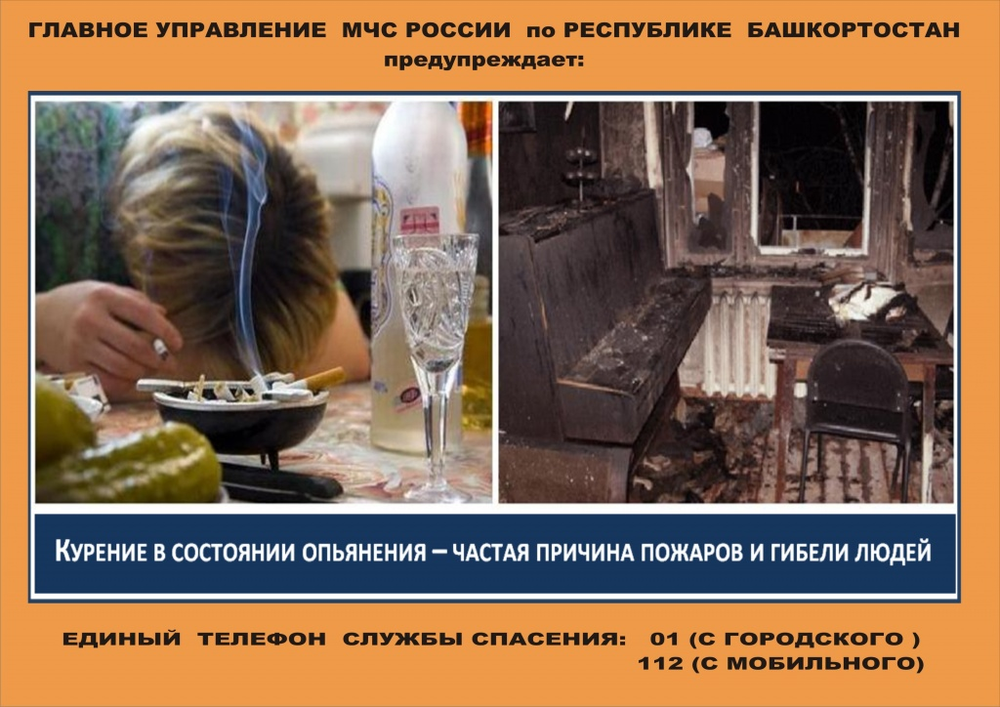 ГЛАВНОЕ УПРАВЛЕНИЕ МЧС РОССИИ по РЕСПУБЛИКЕ БАШКОРТОСТАН
предупреждает:
КУРЕНИЕ В СОСТОЯНИИ ОПЬЯНЕНИЯ – ЧАСТАЯ ПРИЧИНА ПОЖАРОВ И ГИБЕЛИ ЛЮДЕЙ
ЕДИНЫЙ ТЕЛЕФОН СЛУЖБЫ СПАСЕНИЯ: 01 (С ГОРОДСКОГО )
112 (С МОБИЛЬНОГО)